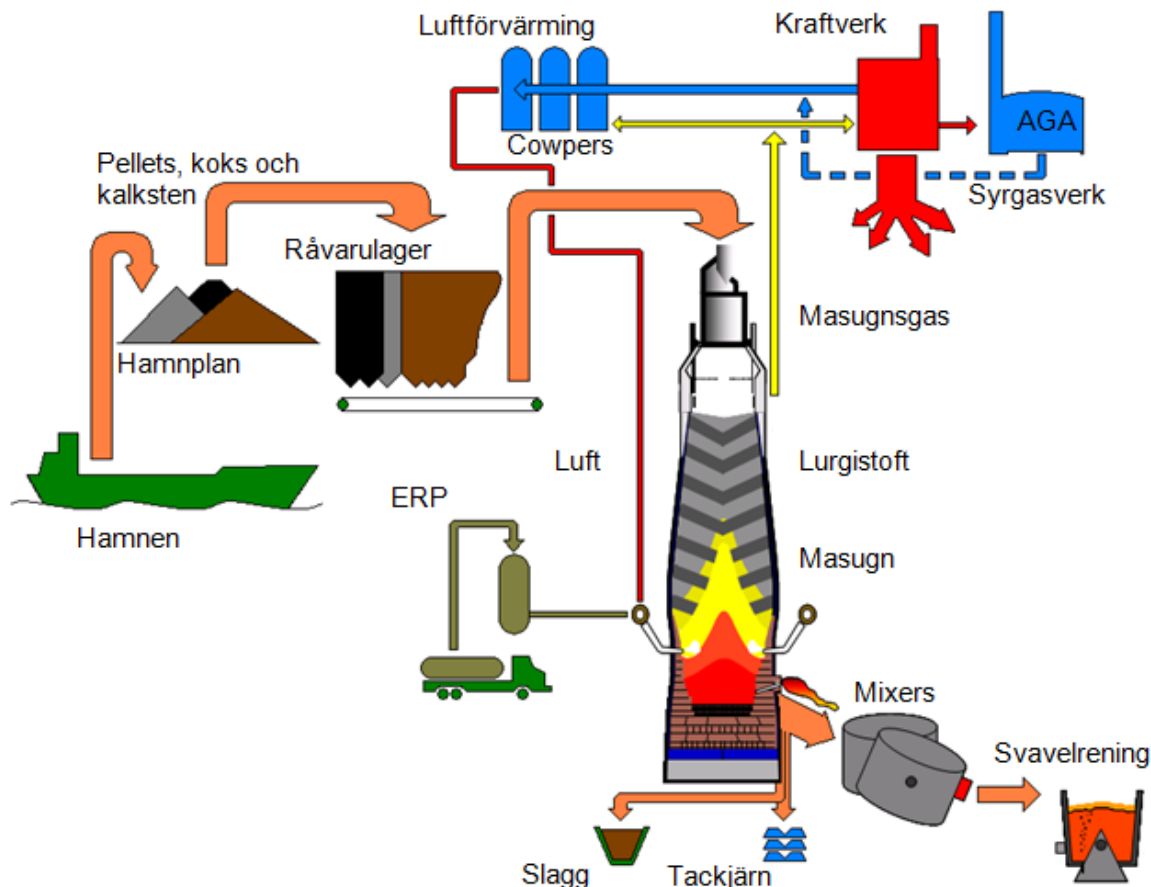 Luftförvärming
Kraftverk
AGA
Cowpers
Pellets, koks och
kalksten
Syrgasverk
Råvarulager
Masugnsgas
Hamnplan
Luft
Lurgistoft
ERP
Hamnen
Masugn
Mixers
Svavelrening
Slagg
Tackjärn